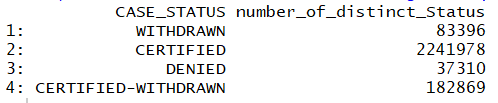 CASE_STATUS number_of_distinct_Status
1: WITHDRAWN 83396
2: CERTIFIED 2241978
3: DENIED 37310
4: CERTIFIED-WITHDRAWN 182869